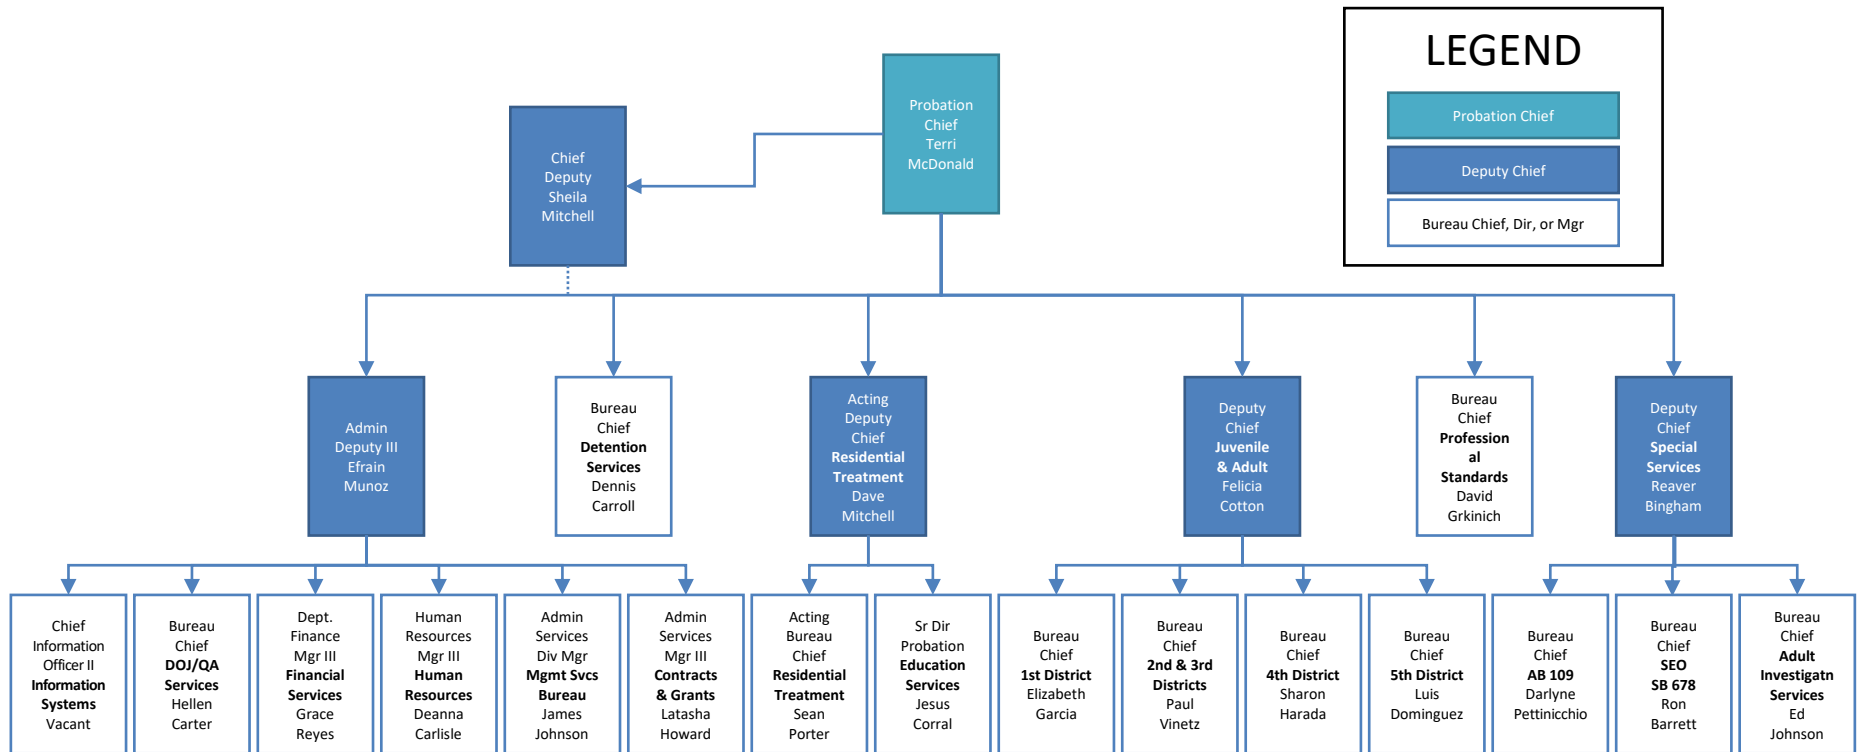 LEGEND
Probation Chief
Deputy Chief
Bureau Chief, Dir, or Mgr
Probation
Chief
Terri
McDonald
Chief
Deputy
Sheila
Mitchell
Admin
Deputy III
Efrain
Munoz
Bureau
Chief
Detention
Services
Dennis
Carroll
Acting
Deputy
Chief
Residential
Treatment
Dave
Mitchell
Deputy
Chief
Juvenile
& Adult
Felicia
Cotton
Bureau
Chief
Profession
al
Standards
David
Grkinich
Deputy
Chief
Special
Services
Reaver
Bingham
Chief
Information
Officer II
Information
Systems
Vacant
Bureau
Chief
DOJ/QA
Services
Hellen
Carter
Dept.
Finance
Mgr III
Financial
Services
Grace
Reyes
Human
Resources
Mgr III
Human
Resources
Deanna
Carlisle
Admin
Services
Div Mgr
Mgmt Svcs
Bureau
James
Johnson
Admin
Services
Mgr III
Contracts
& Grants
Latasha
Howard
Acting
Bureau
Chief
Residential
Treatment
Sean
Porter
Sr Dir
Probation
Education
Services
Jesus
Corral
Bureau
Chief
1st District
Elizabeth
Garcia
Bureau
Chief
2nd & 3rd
Districts
Paul
Vinetz
Bureau
Chief
4th District
Sharon
Harada
Bureau
Chief
5th District
Luis
Dominguez
Bureau
Chief
AB 109
Darlyne
Pettinicchio
Bureau
Chief
SEO
SB 678
Ron
Barrett
Bureau
Chief
Adult
Investigatn
Services
Ed
Johnson